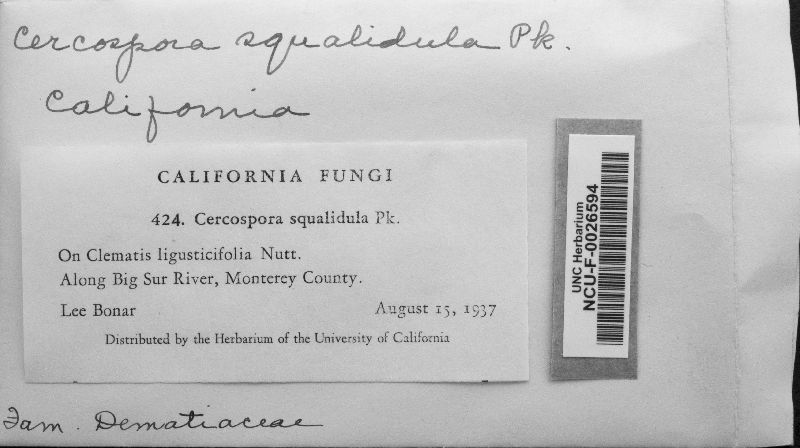 Cercospora squalidula Pk.
California
CALIFORNIA FUNGI
424. Cercospora squalidula Pk.
On Clematis ligusticifolia Nutt.
Along Big Sur River, Monterey County.
Lee Bonar August 15, 1937
Distributed by the Herbarium of the University of California
UNC Herbarium
NCU-F-0026594
Fam. Dematiaceae